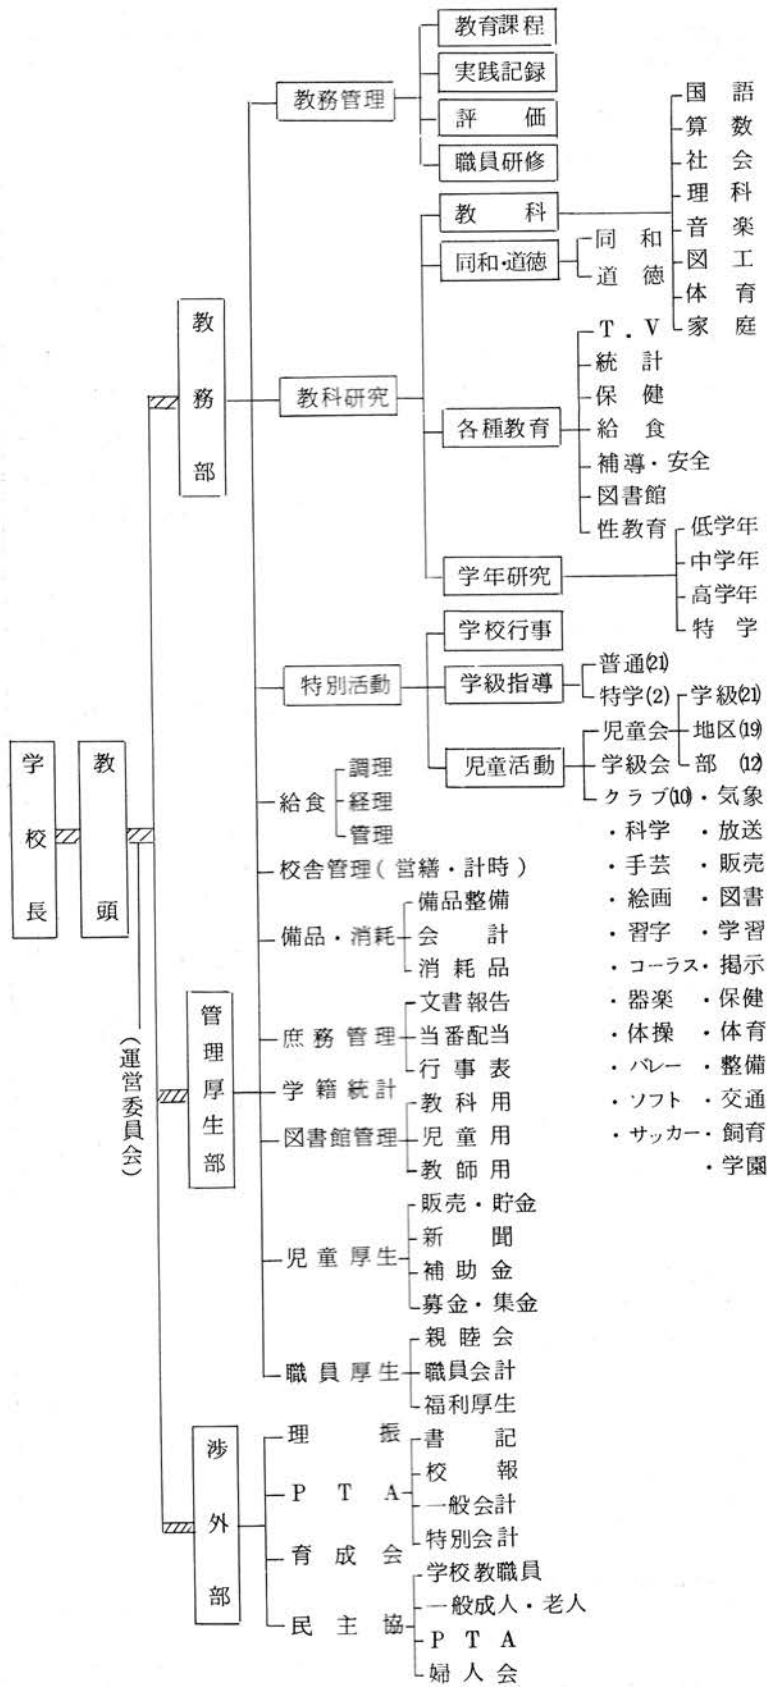 学校長
教頭
(運営委員会)
教務部
教務管理
教育課程
実践記録
評価
職員研修
教科研究
教科
国語
算数
社会
理科
音楽
図工
体育
家庭
同和・道徳
同和
道徳
各種教育
T.V
統計
保健
給食
補導・安全
図書館
性教育
学年研究
低学年
中学年
高学年
特学
特別活動
学校行事
学級指導
普通(21)
特学(2)
児童活動
児童会
学級(21)
地区(19)
部(12)
学級会
クラブ(10)
・科学
・手芸
・絵画
・習字
・コーラス
・器楽
・体操
・バレー
・ソフト
・サッカー
・気象
・放送
・販売
・図書
・学習
・掲示
・保健
・体育
・整備
・交通
・飼育
・学園
管理厚生部
給食
調理
経理
管理
校舎管理(営繕・計時)
備品・消耗
備品整備
会計
消耗品
庶務管理
文書報告
当番配当
行事表
学籍統計
図書館管理
教科用
児童用
教師用
児童厚生
販売・貯金
新聞
補助金
募金・集金
職員厚生
親睦会
職員会計
福利厚生
渉外部
理振
PTA
書記
校報
一般会計
特別会計
育成会
民主協
学校教職員
一般成人・老人
PTA
婦人会